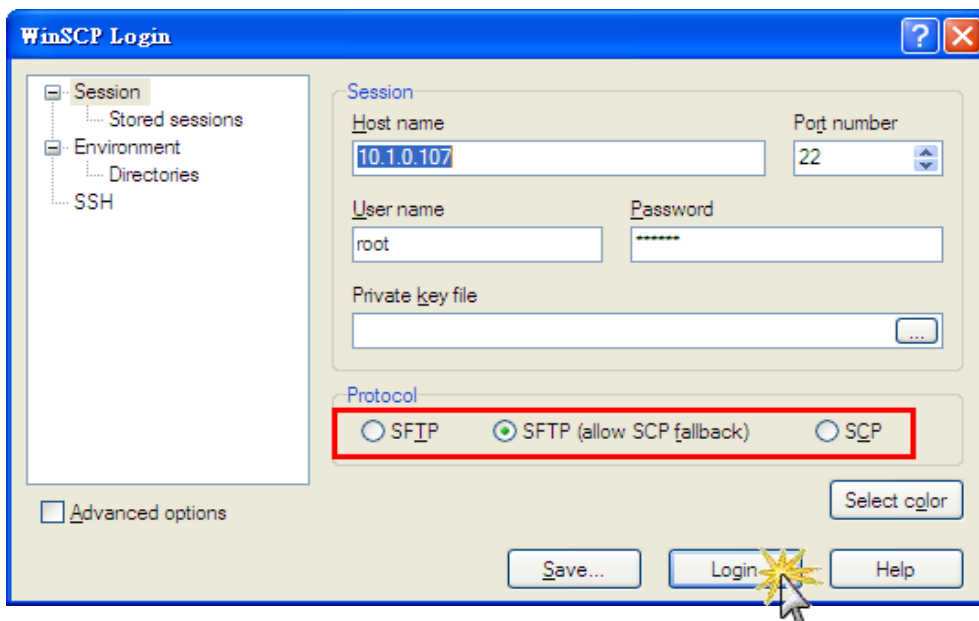 WinSCP Login
Session
Stored sessions
Environment
Directories
SSH
Advanced options
Session
Host name
Port number
10.1.0.107
22
User name
Password
root
******
Private key file
...
Protocol
SFTP
SFTP (allow SCP fallback)
SCP
Select color
Save...
Login
Help